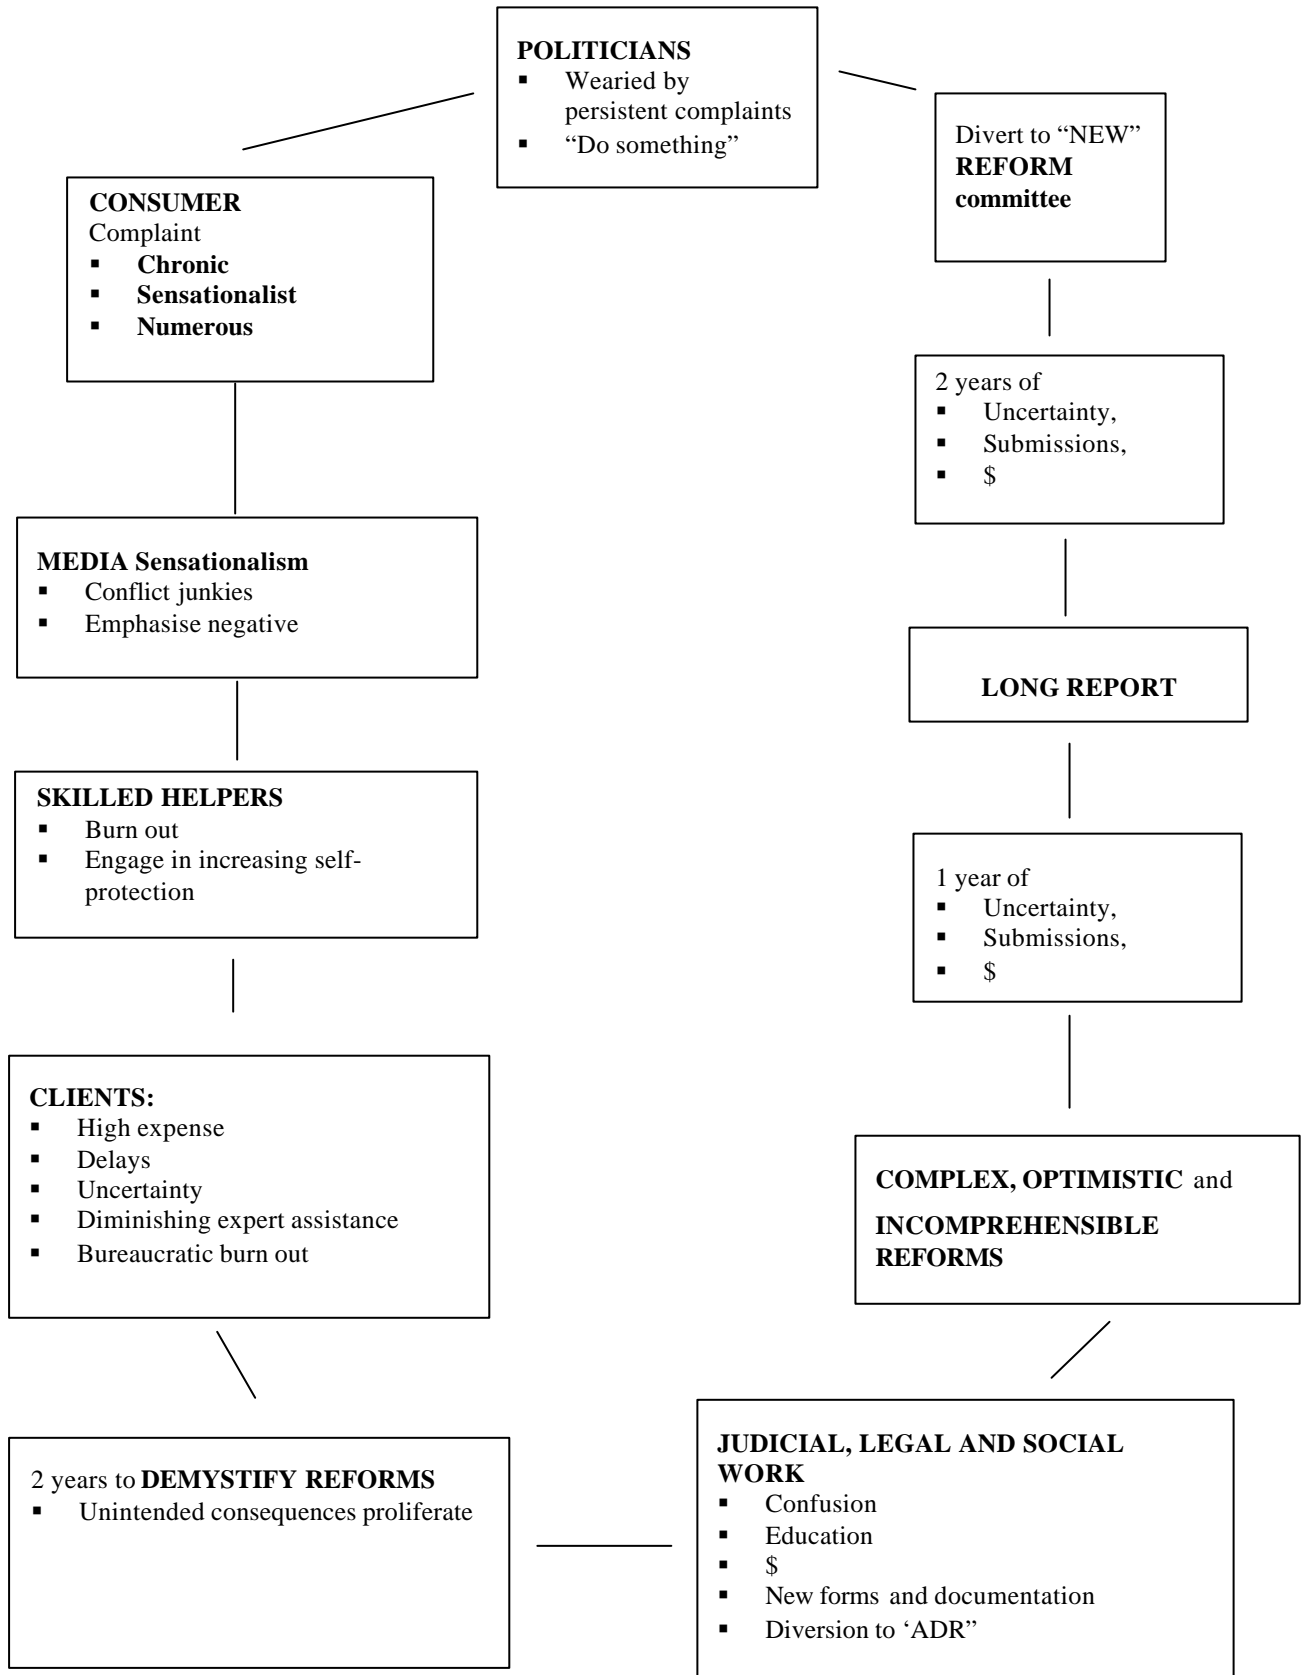 POLITICIANS
▪ Wearied by
persistent complaints
▪ “Do something”
Divert to “NEW”
REFORM
committee
CONSUMER
Complaint
▪ Chronic
▪ Sensationalist
▪ Numerous
2 years of
▪ Uncertainty,
▪ Submissions,
▪ $
MEDIA Sensationalism
▪ Conflict junkies
▪ Emphasise negative
LONG REPORT
SKILLED HELPERS
▪ Burn out
▪ Engage in increasing self-
protection
1 year of
▪ Uncertainty,
▪ Submissions,
▪ $
CLIENTS:
▪ High expense
▪ Delays
▪ Uncertainty
▪ Diminishing expert assistance
▪ Bureaucratic burn out
COMPLEX, OPTIMISTIC and
INCOMPREHENSIBLE
REFORMS
2 years to DEMYSTIFY REFORMS
▪ Unintended consequences proliferate
JUDICIAL, LEGAL AND SOCIAL
WORK
▪ Confusion
▪ Education
▪ $
▪ New forms and documentation
▪ Diversion to ‘ADR”